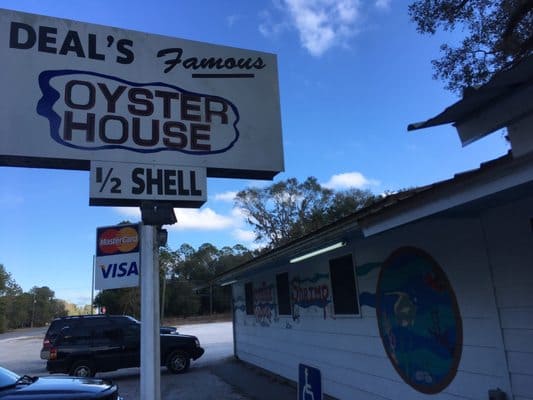 DEAL'S Famous
OYSTER
HOUSE
½ SHELL
MasterCard
VISA
SHRIMP